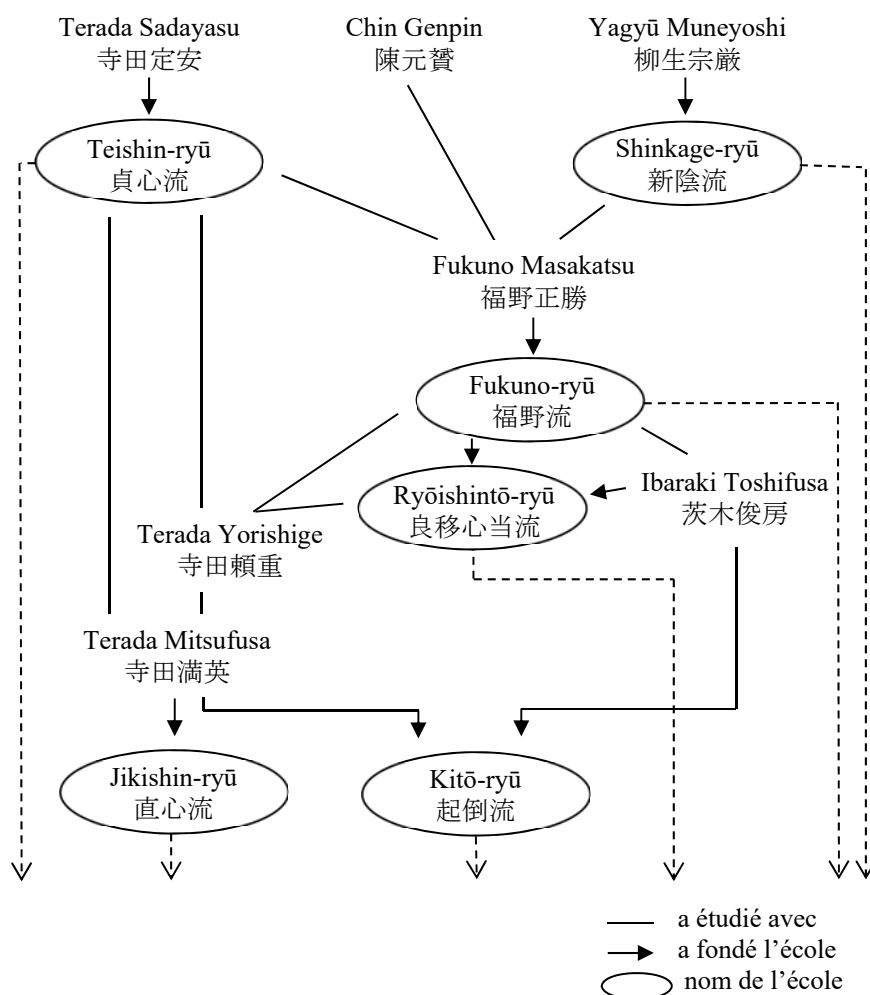 Terada Sadayasu
寺田定安
Chin Genpin
陳元贇
Yagyū Muneyoshi
柳生宗厳
Teishin-ryū
貞心流
Shinkage-ryū
新陰流
Fukuno Masakatsu
福野正勝
Fukuno-ryū
福野流
Ryōishintō-ryū
良移心当流
Ibaraki Toshifusa
茨木俊房
Terada Yorishige
寺田頼重
Terada Mitsufusa
寺田満英
Jikishin-ryū
直心流
Kitō-ryū
起倒流
a étudié avec
a fondé l’école
nom de l’école